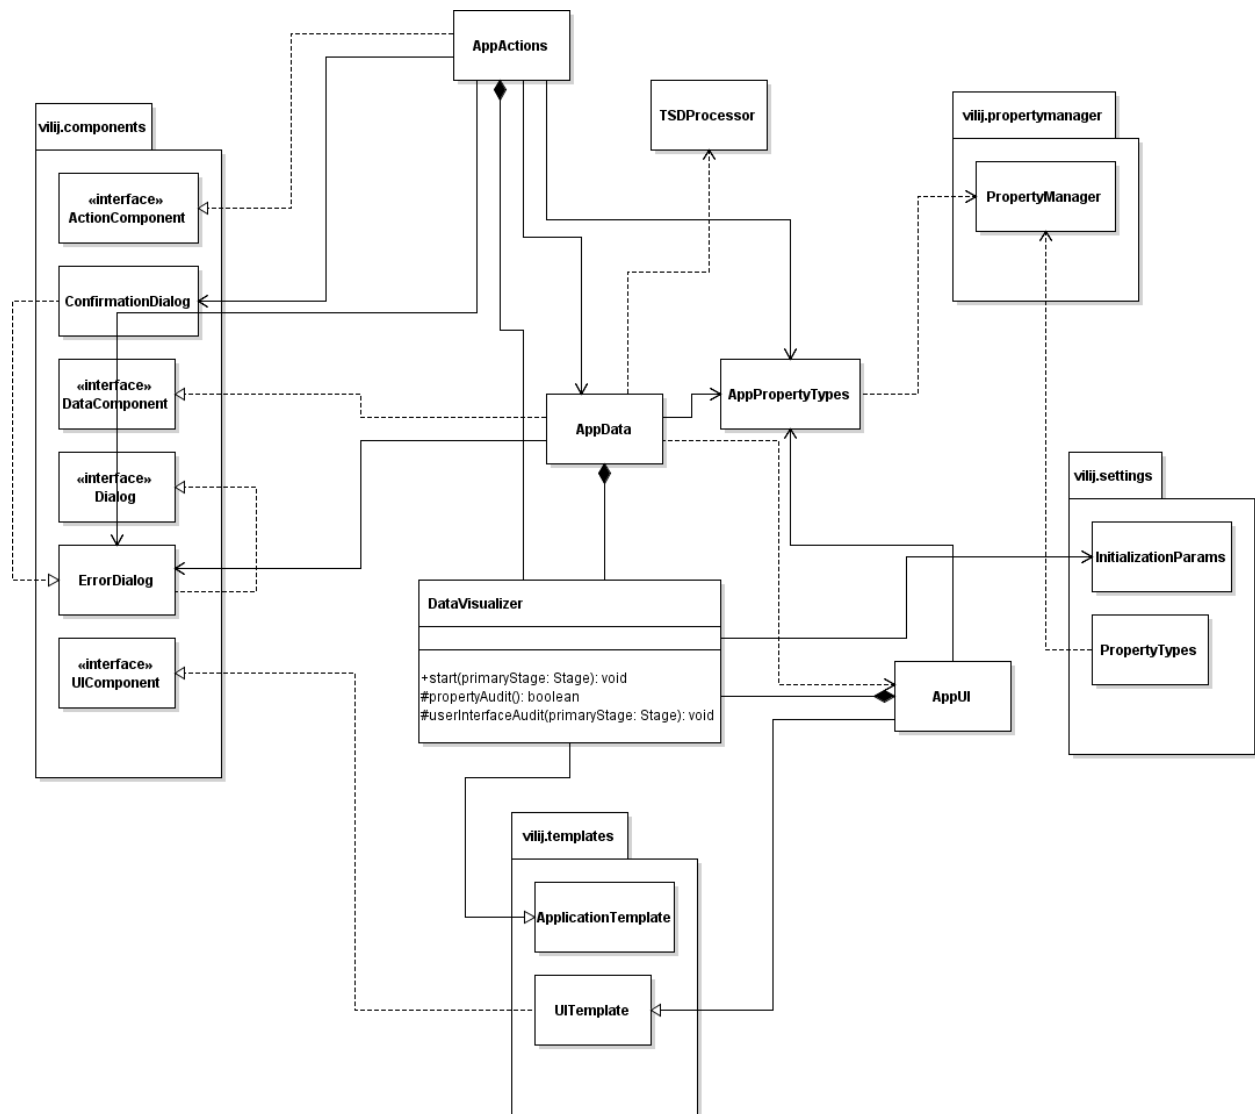 AppActions
TSDProcessor
vilij.propertymanager
PropertyManager
vilij.components
«interface»
ActionComponent
ConfirmationDialog
«interface»
DataComponent
«interface»
Dialog
ErrorDialog
«interface»
UIComponent
AppPropertyTypes
AppData
vilij.settings
InitializationParams
PropertyTypes
DataVisualizer
+start(primaryStage: Stage): void
#propertyAudit(): boolean
#userInterfaceAudit(primaryStage: Stage): void
AppUI
vilij.templates
ApplicationTemplate
UITemplate